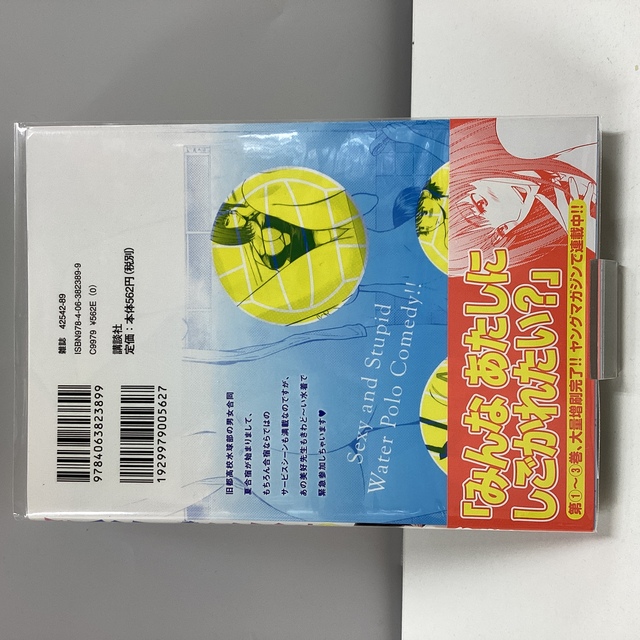 雑誌 42542-89
ISBN978-4-06-382389-9
C9979 ¥562E (0)
講談社
定価：本体562円(税別)
9784063823899
1929979005627
旧都高校水球部の男女合同
夏合宿が始まりまして、
もちろん合宿ならではの
サービスシーンも満載なのですが、
あの美好先生もきわど〜い水着で
緊急参加しちゃいます♥
Sexy and Stupid
Water Polo Comedy!!
「みんな あたしに
しごかれたい?」
第①〜③巻、大量増刷完了!! ヤングマガジンで連載中!!